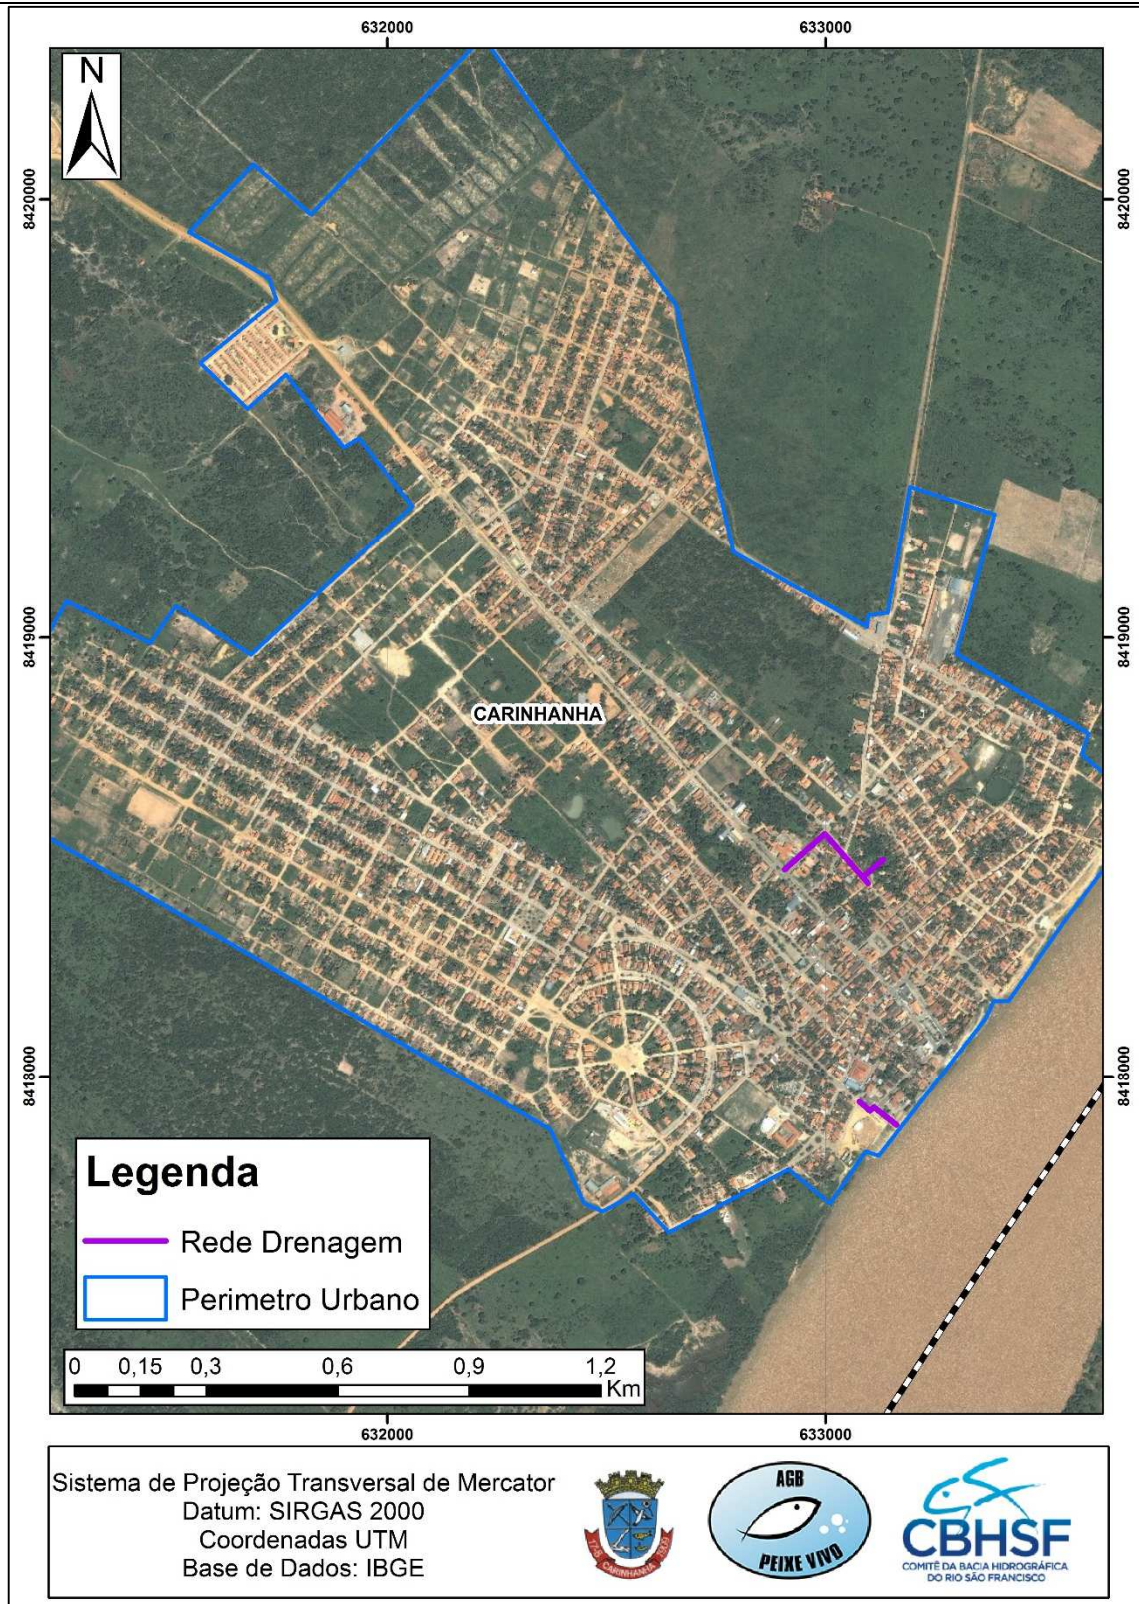 632000
633000
N
8420000
8420000
8419000
8419000
CARINHANHA
8418000
8418000
Legenda
Rede Drenagem
Perimetro Urbano
0 0,15 0,3 0,6 0,9 1,2
Km
632000
633000
Sistema de Projeção Transversal de Mercator
Datum: SIRGAS 2000
Coordenadas UTM
Base de Dados: IBGE
CARINHANHA
AGB
PEIXE VIVO
CBHSF
COMITÊ DA BACIA HIDROGRÁFICA
DO RIO SÃO FRANCISCO